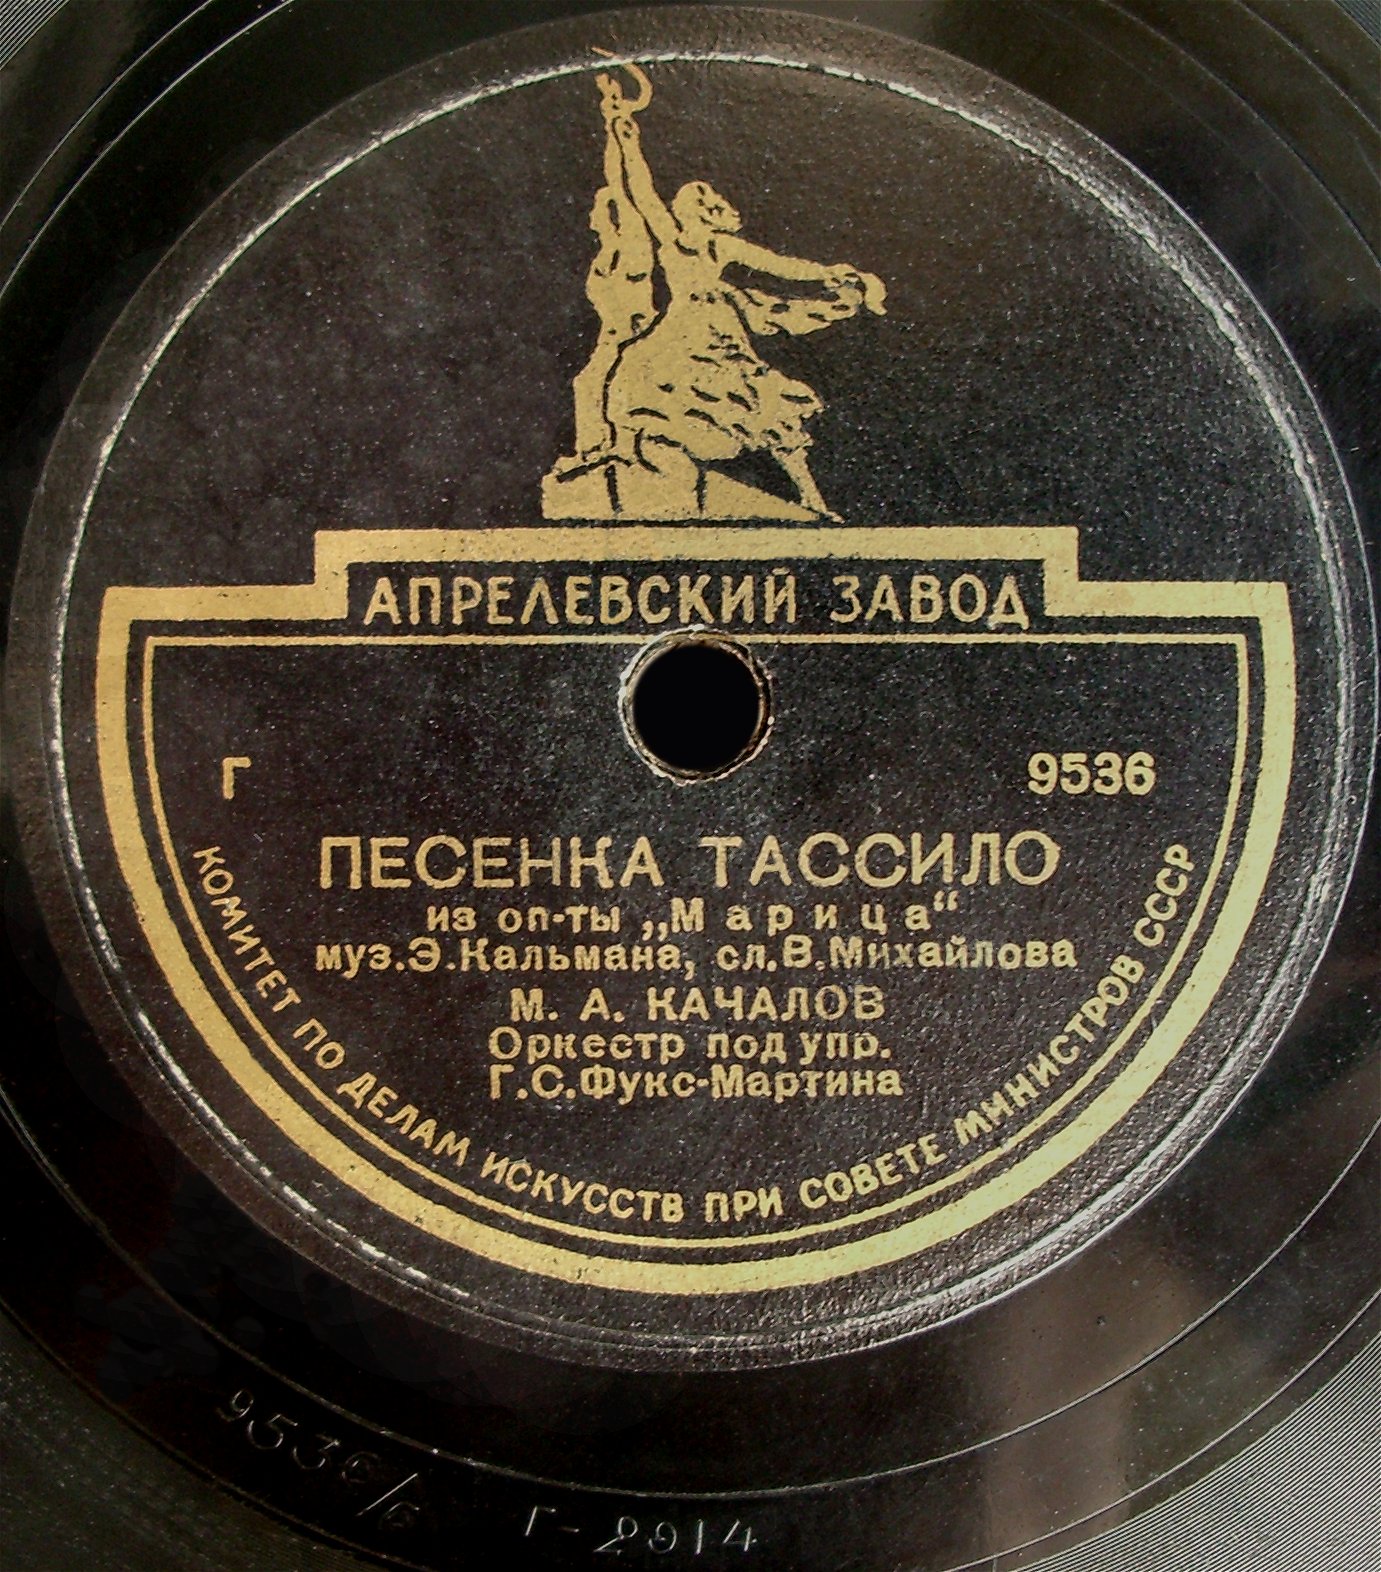 АПРЕЛЕВСКИЙ ЗАВОД
Г 9536
ПЕСЕНКА ТАССИЛО
из оп-ты „Марица“
муз.Э.Кальмана, сл.В.Михайлова
М. А. КАЧАЛОВ
Оркестр под упр.
Г.С.Фукс-Мартина
КОМИТЕТ ПО ДЕЛАМ ИСКУССТВ ПРИ СОВЕТЕ МИНИСТРОВ СССР
9536/6
Г-2914